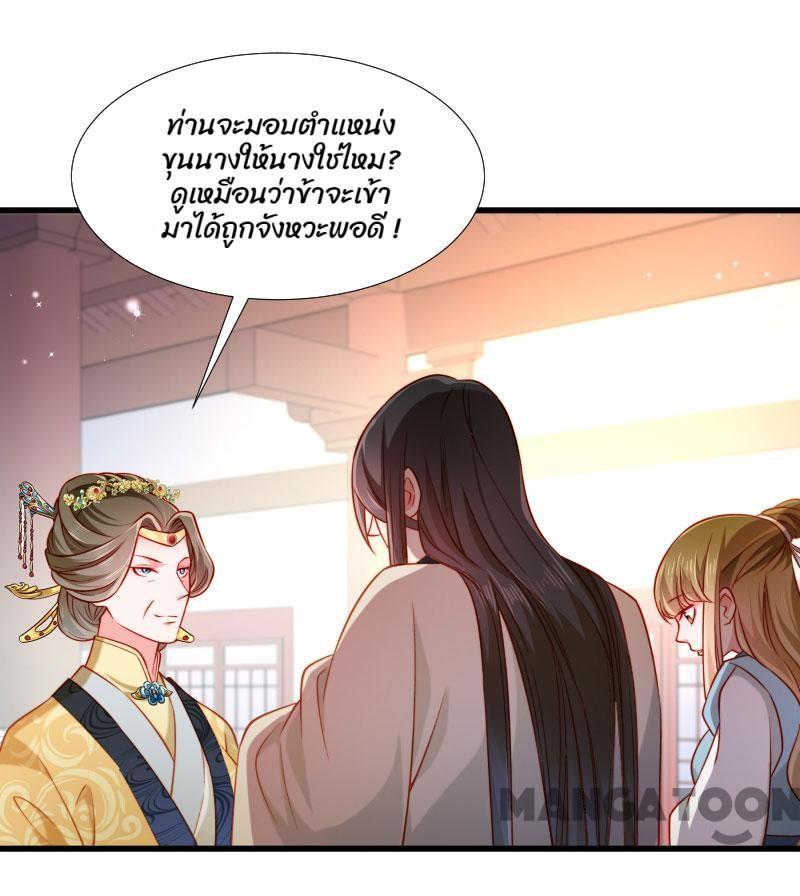 ท่านจะมอบตำแหน่ง
ขุนนางให้นางใช่ไหม?
ดูเหมือนว่าข้าจะเข้า
มาได้ถูกจังหวะพอดี !
MANGATOON